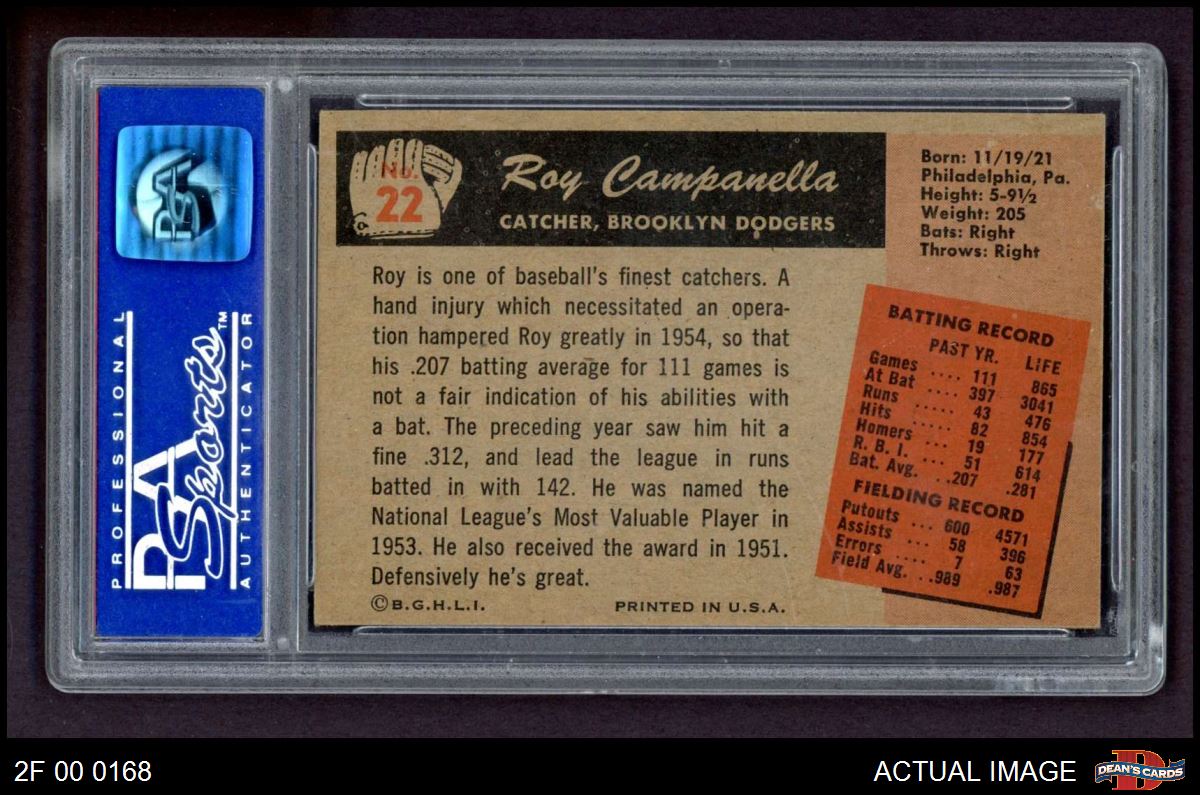 PROFESSIONAL
PSA
Sports™
AUTHENTICATOR
PSA
No.
22
Roy Campanella
CATCHER, BROOKLYN DODGERS
Born: 11/19/21
Philadelphia, Pa.
Height: 5-9½
Weight: 205
Bats: Right
Throws: Right
Roy is one of baseball's finest catchers. A
hand injury which necessitated an opera-
tion hampered Roy greatly in 1954, so that
his .207 batting average for 111 games is
not a fair indication of his abilities with
a bat. The preceding year saw him hit a
fine .312, and lead the league in runs
batted in with 142. He was named the
National League's Most Valuable Player in
1953. He also received the award in 1951.
Defensively he's great.
©B.G.H.L.I. PRINTED IN U.S.A.
BATTING RECORD
PAST YR. LIFE
Games .... 111 865
At Bat .... 397 3041
Runs ..... 43 476
Hits ..... 82 854
Homers ... 19 177
R. B. I. ... 51 614
Bat. Avg. ...207 .281
FIELDING RECORD
Putouts ... 600 4571
Assists ... 58 396
Errors .... 7 63
Field Avg. ..989 .987
2F 00 0168
ACTUAL IMAGE
D
DEAN'S CARDS